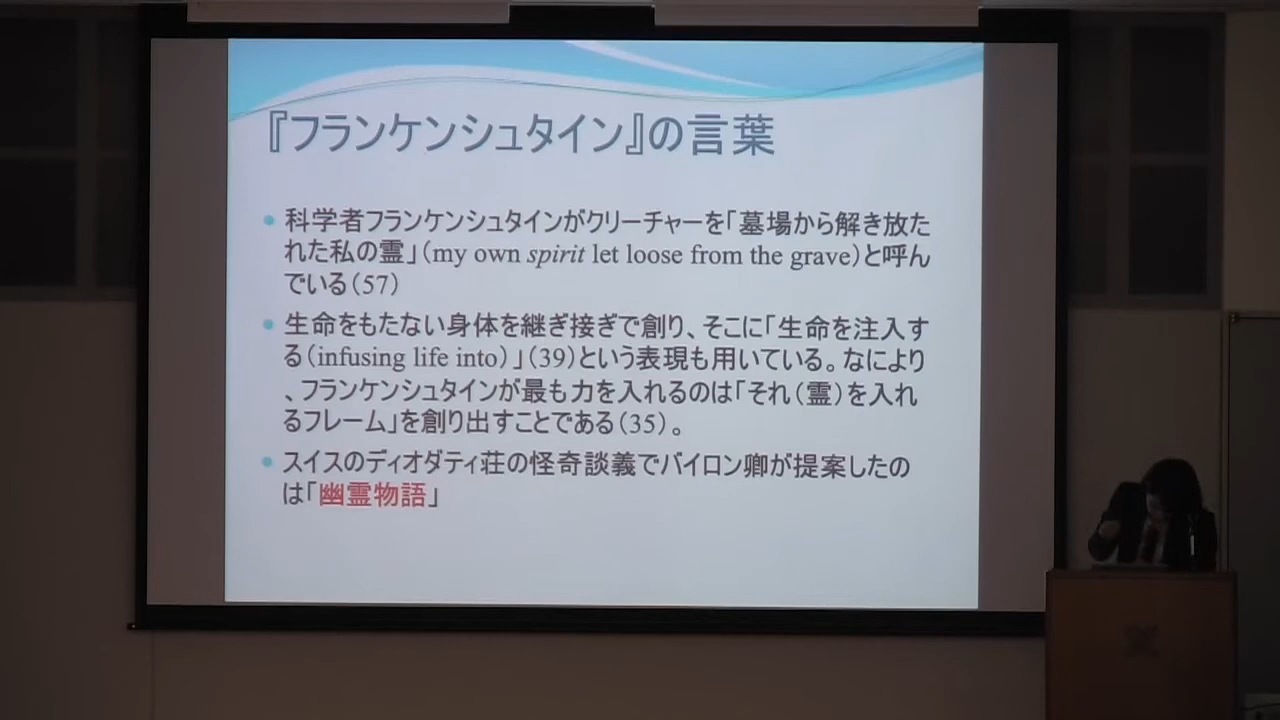 『フランケンシュタイン』の言葉
• 科学者フランケンシュタインがクリーチャーを「墓場から解き放た
れた私の霊」(my own spirit let loose from the grave)と呼ん
でいる(57)
• 生命をもたない身体を継ぎ接ぎで創り、そこに「生命を注入す
る(infusing life into)」(39)という表現も用いている。なにより
、フランケンシュタインが最も力を入れるのは「それ(霊)を入れ
るフレーム」を創り出すことである(35)。
• スイスのディオダティ荘の怪奇談義でバイロン卿が提案したの
は「幽霊物語」